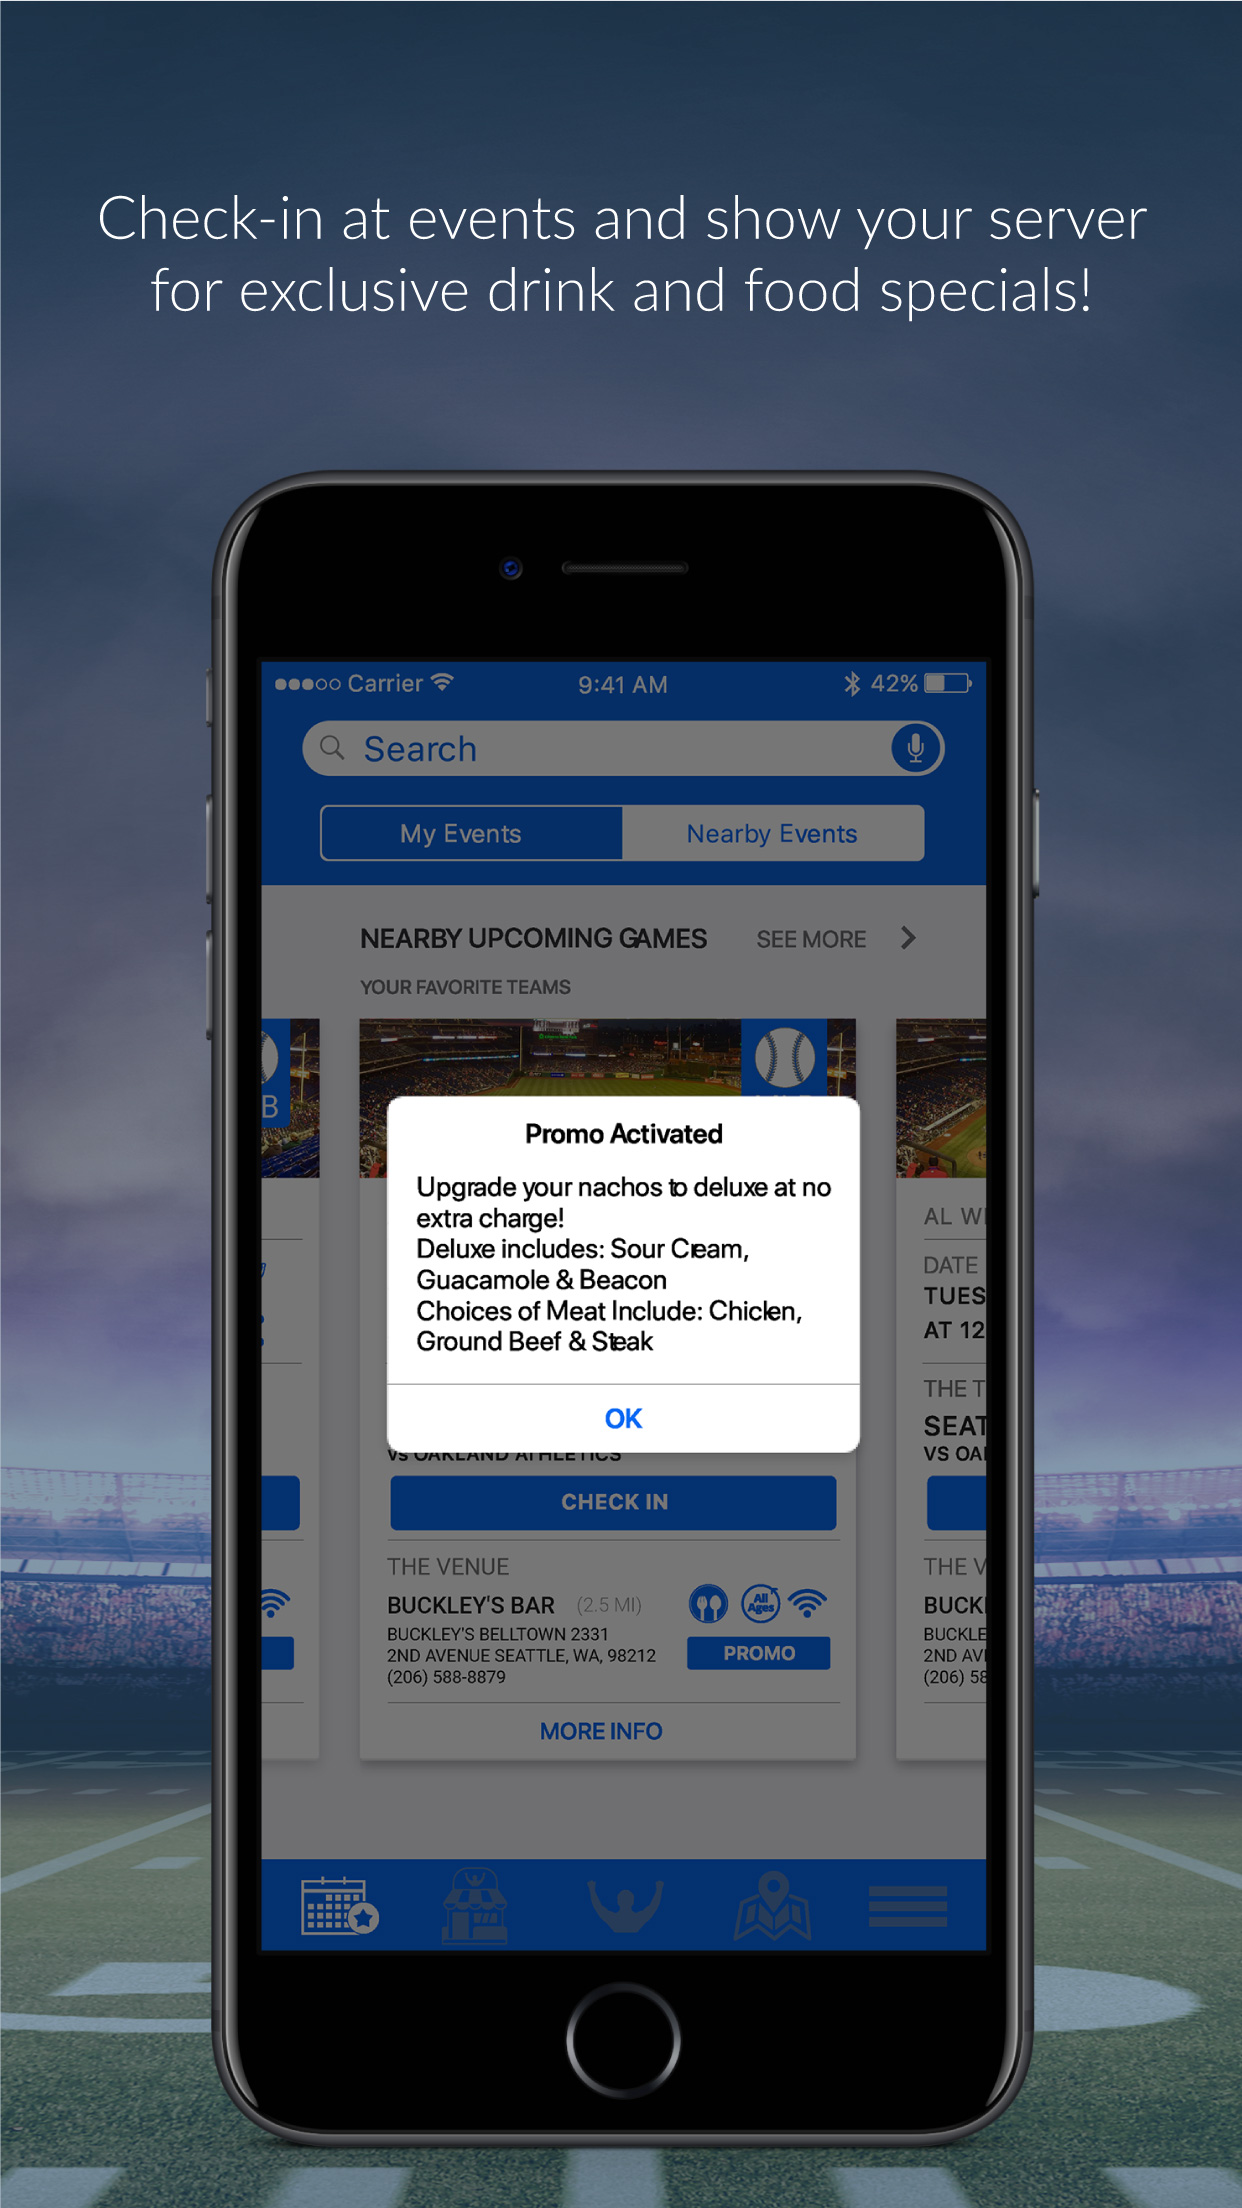 Check-in at events and show your server
for exclusive drink and food specials!
Carrier
9:41 AM
42%
Search
My Events
Nearby Events
NEARBY UPCOMING GAMES
SEE MORE
YOUR FAVORITE TEAMS
B
Promo Activated
Upgrade your nachos to deluxe at no
extra charge!
Deluxe includes: Sour Cream,
Guacamole & Beacon
Choices of Meat Include: Chicken,
Ground Beef & Steak
OK
vs OAKLAND ATHLETICS
CHECK IN
THE VENUE
BUCKLEY'S BAR (2.5 MI)
All
Ages
BUCKLEY'S BELLTOWN 2331
2ND AVENUE SEATTLE, WA, 98212
(206) 588-8879
PROMO
MORE INFO
AL WI
DATE
TUES
AT 12
THE T
SEAT
VS OA
THE V
BUCK
BUCKLE
2ND AV
(206) 58